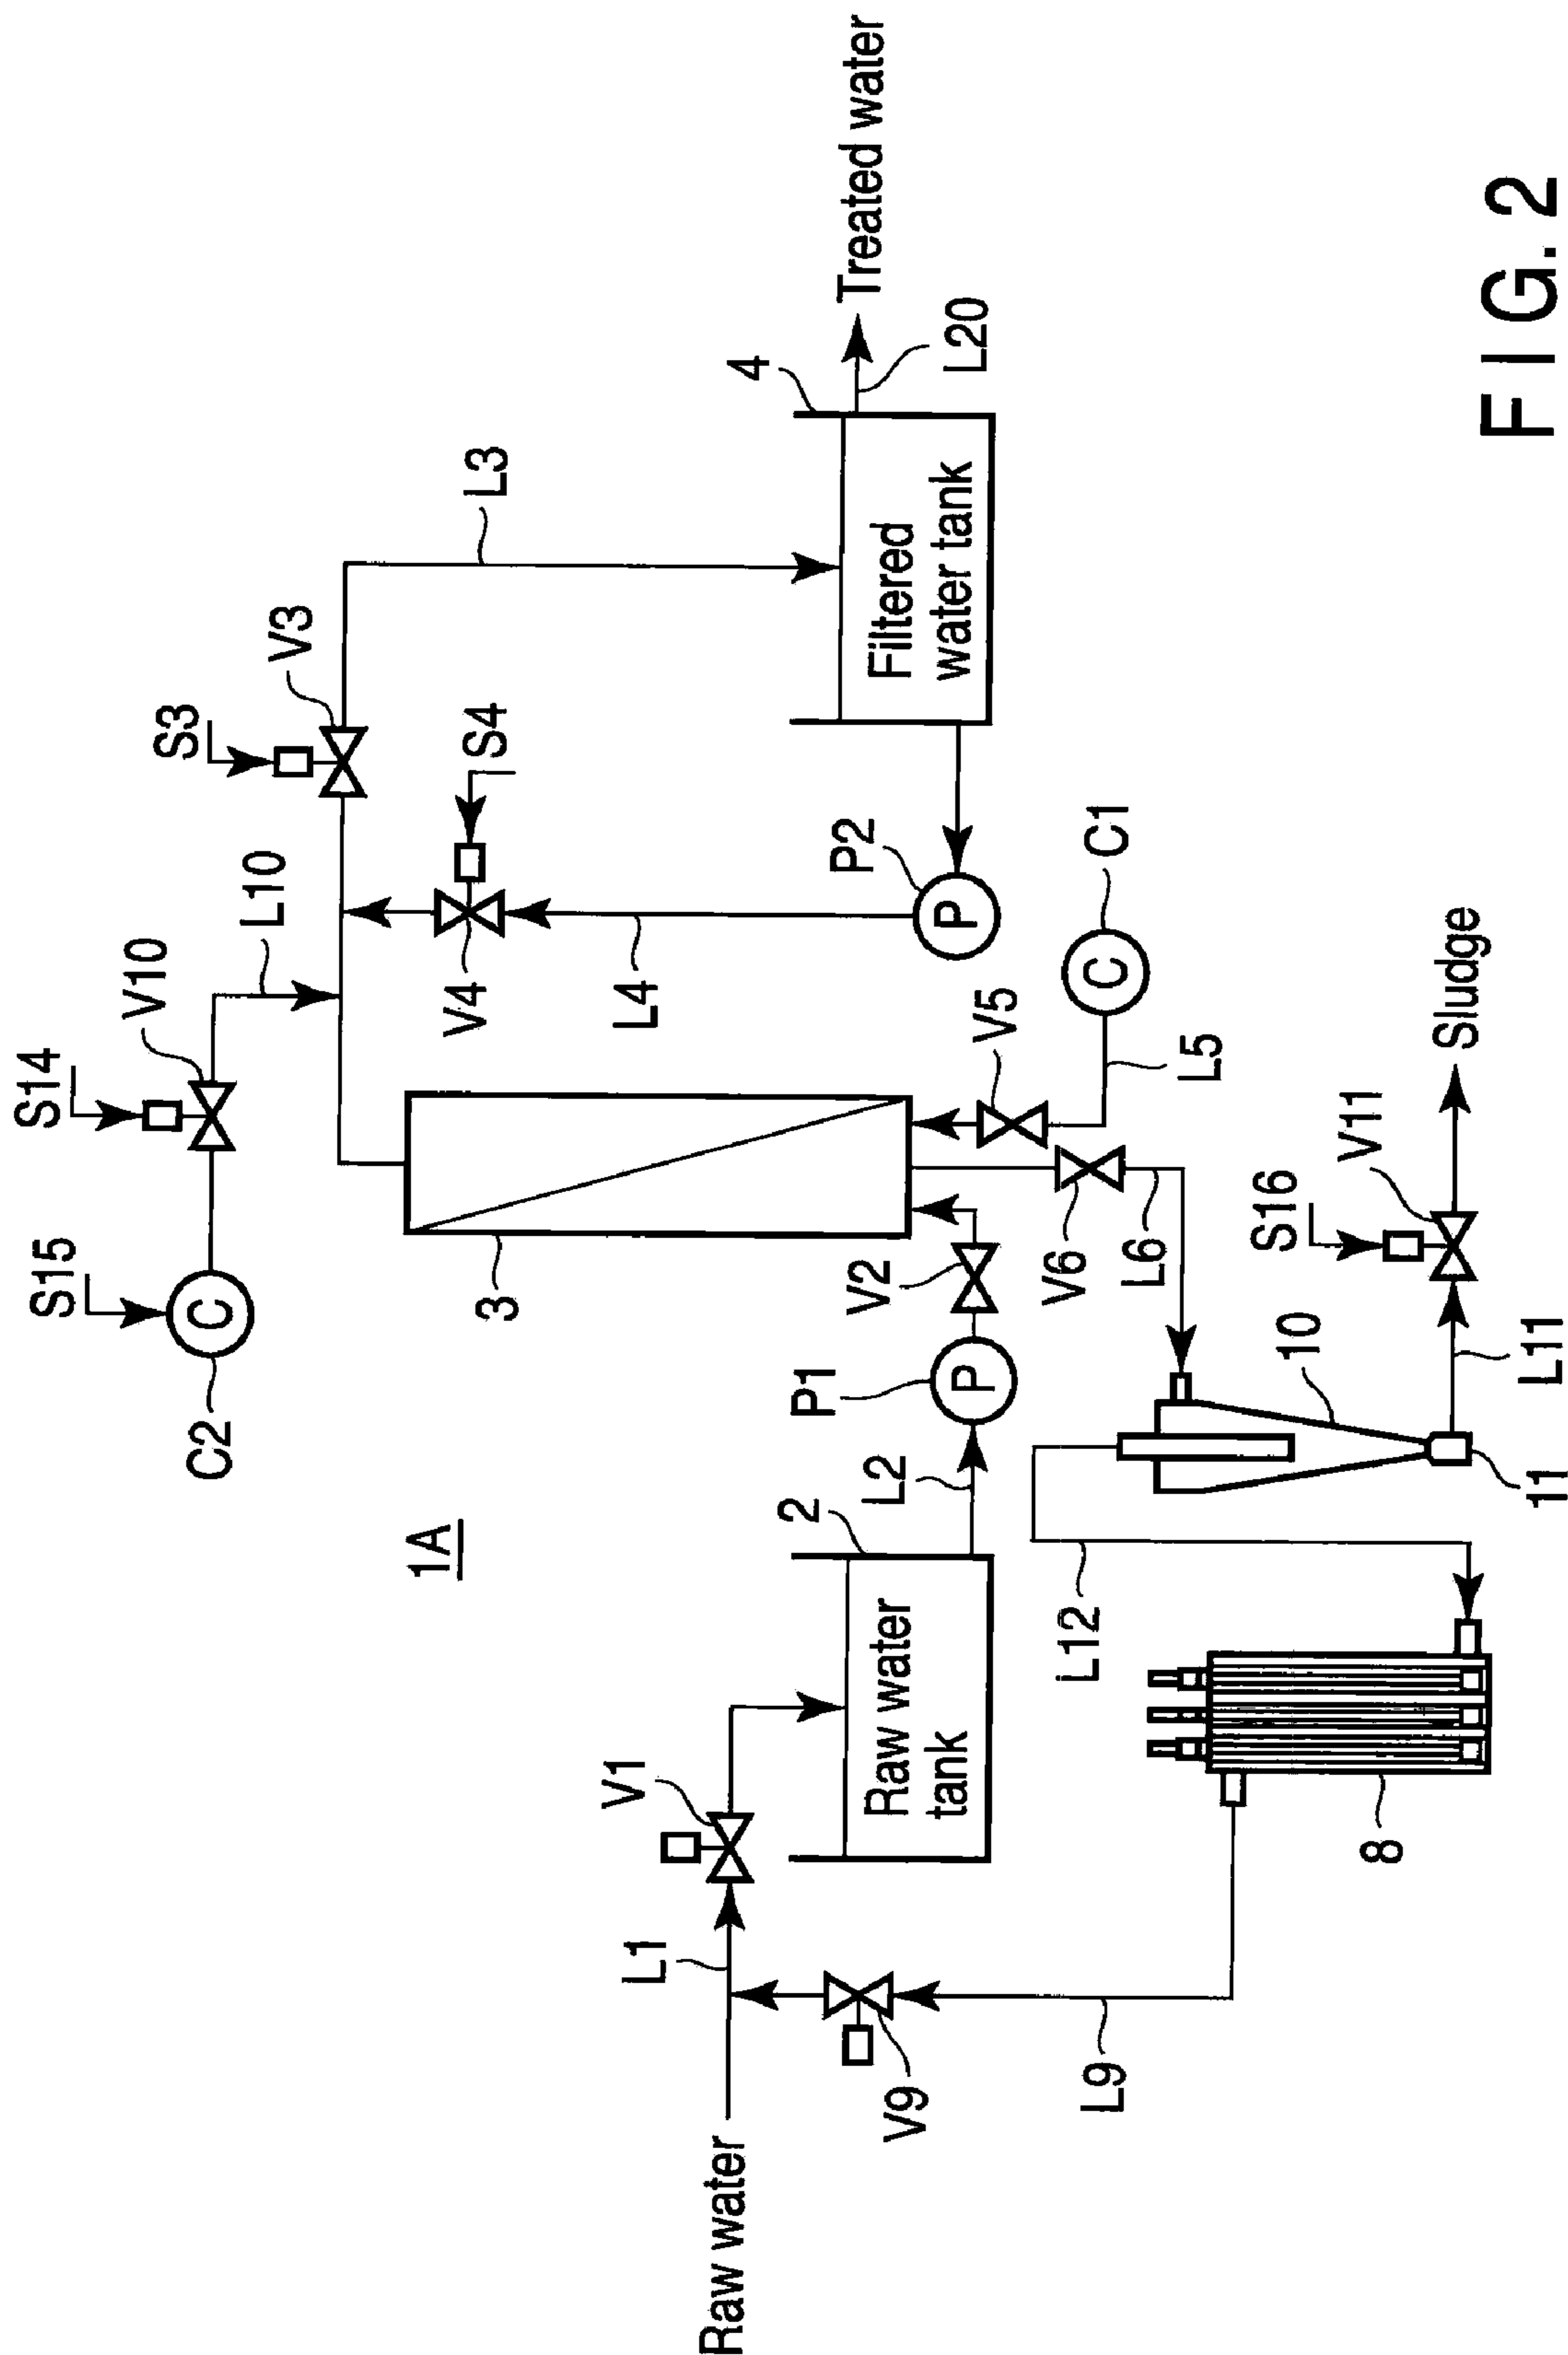 S15
S14
C2
V10
L10
S3
V3
L3
1A
3
V4
S4
L4
4
Treated water
L20
Filtered
water tank
P2
P
C1
C
C
V5
L5
V6
L6
V2
P1
P
L2
2
Raw water
tank
V1
L1
Raw water
V9
L9
8
L12
10
11
L11
S16
V11
Sludge
FIG. 2